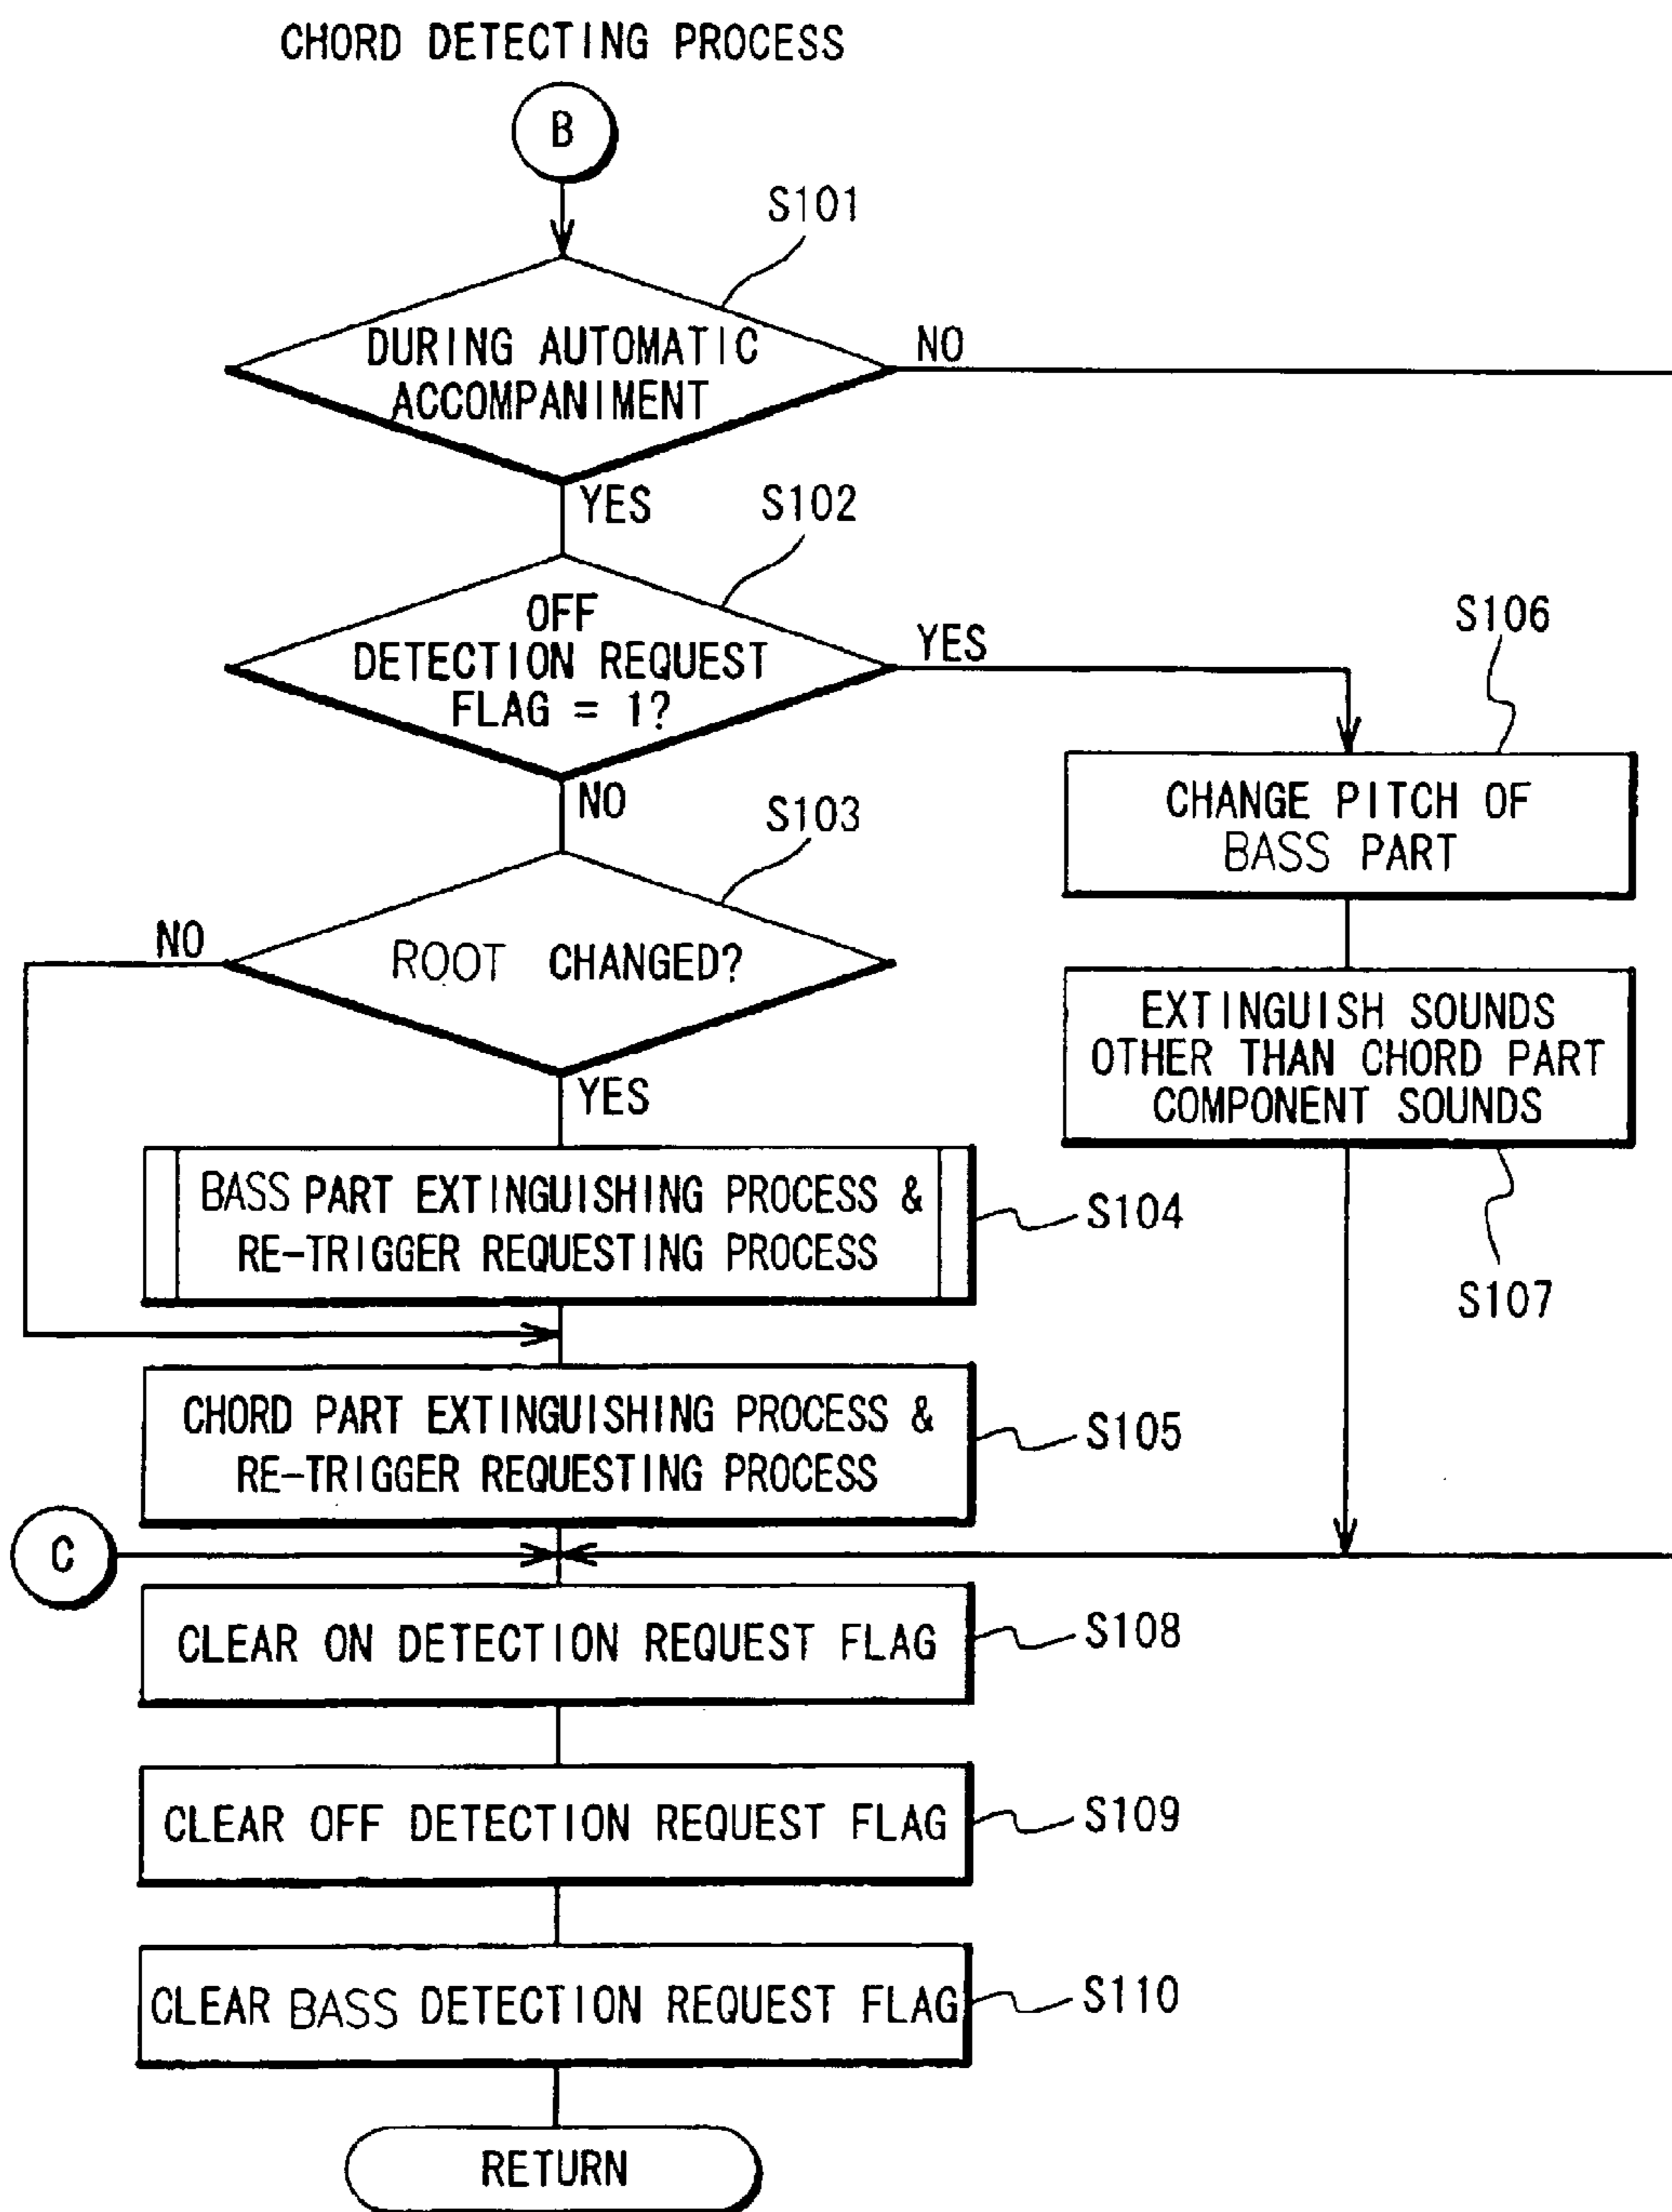 CHORD DETECTING PROCESS
B
S101
DURING AUTOMATIC
ACCOMPANIMENT
NO
YES
S102
OFF
DETECTION REQUEST
FLAG = 1?
YES
NO
S103
ROOT CHANGED?
NO
YES
S106
CHANGE PITCH OF
BASS PART
EXTINGUISH SOUNDS
OTHER THAN CHORD PART
COMPONENT SOUNDS
S107
BASS PART EXTINGUISHING PROCESS &
RE-TRIGGER REQUESTING PROCESS
S104
CHORD PART EXTINGUISHING PROCESS &
RE-TRIGGER REQUESTING PROCESS
S105
C
CLEAR ON DETECTION REQUEST FLAG
S108
CLEAR OFF DETECTION REQUEST FLAG
S109
CLEAR BASS DETECTION REQUEST FLAG
S110
RETURN